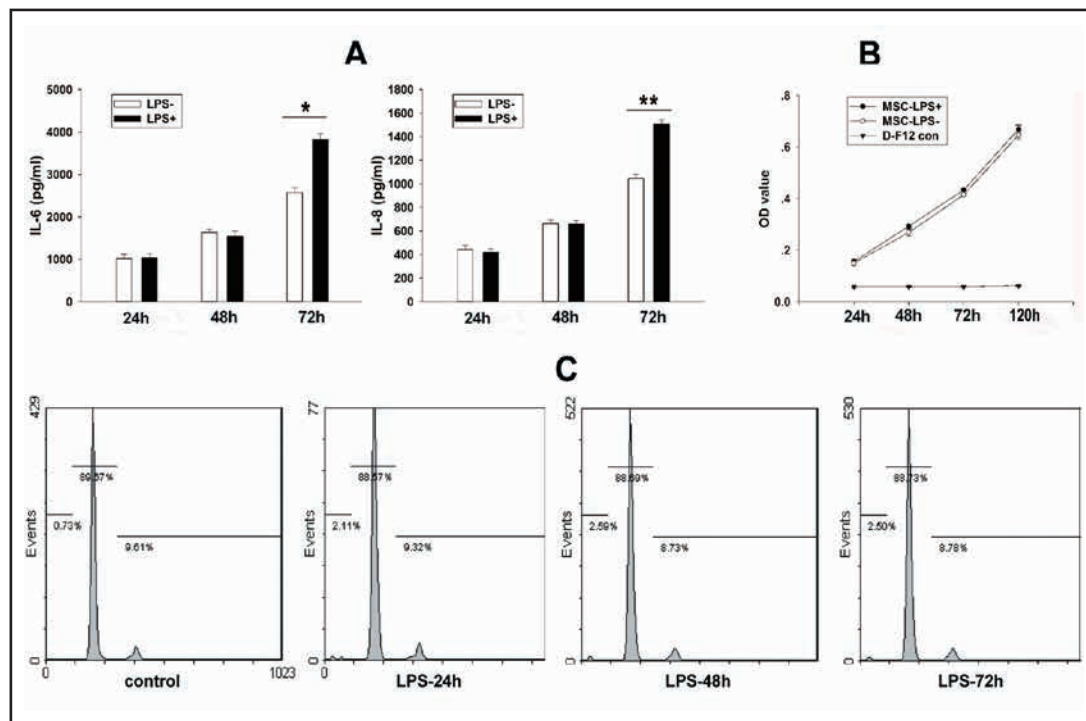 A
B
5000
4000
3000
2000
1000
0
IL-6 (pg/ml)
LPS-
LPS+
*
24h 48h 72h
1800
1600
1400
1200
1000
800
600
400
200
0
IL-8 (pg/ml)
LPS-
LPS+
**
24h 48h 72h
.8
.6
.4
.2
0.0
OD value
MSC-LPS+
MSC-LPS-
D-F12 con
24h 48h 72h 120h
C
429
Events
0
89.67%
0.73%
9.61%
0 1023
control
77
Events
0
88.57%
2.11%
9.32%
LPS-24h
522
Events
0
88.69%
2.59%
8.73%
LPS-48h
530
Events
0
88.73%
2.50%
8.78%
LPS-72h